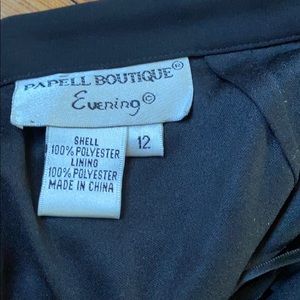 PAPELL BOUTIQUE®
Evening©
SHELL
100% POLYESTER
LINING
100% POLYESTER
MADE IN CHINA
12